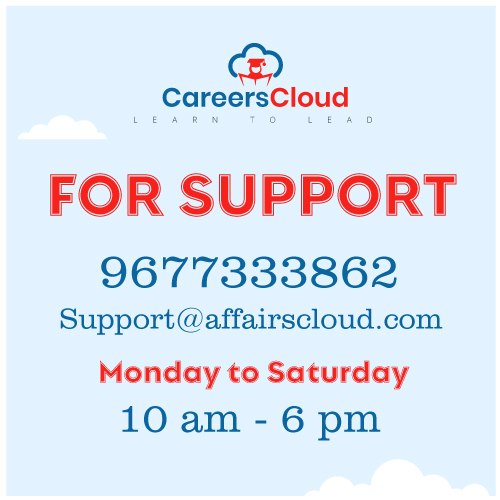 CareersCloud
LEARN TO LEAD
FOR SUPPORT
9677333862
Support@affairscloud.com
Monday to Saturday
10 am - 6 pm